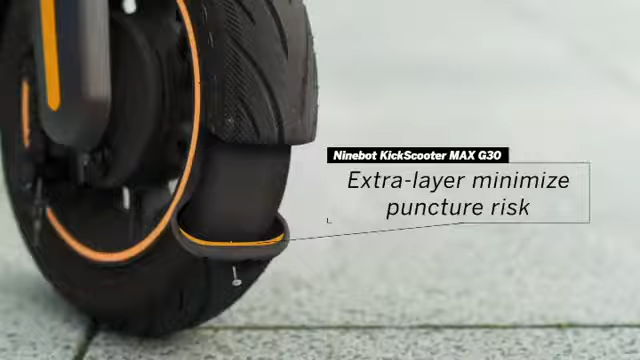 Ninebot KickScooter MAX G30
Extra-layer minimize
puncture risk